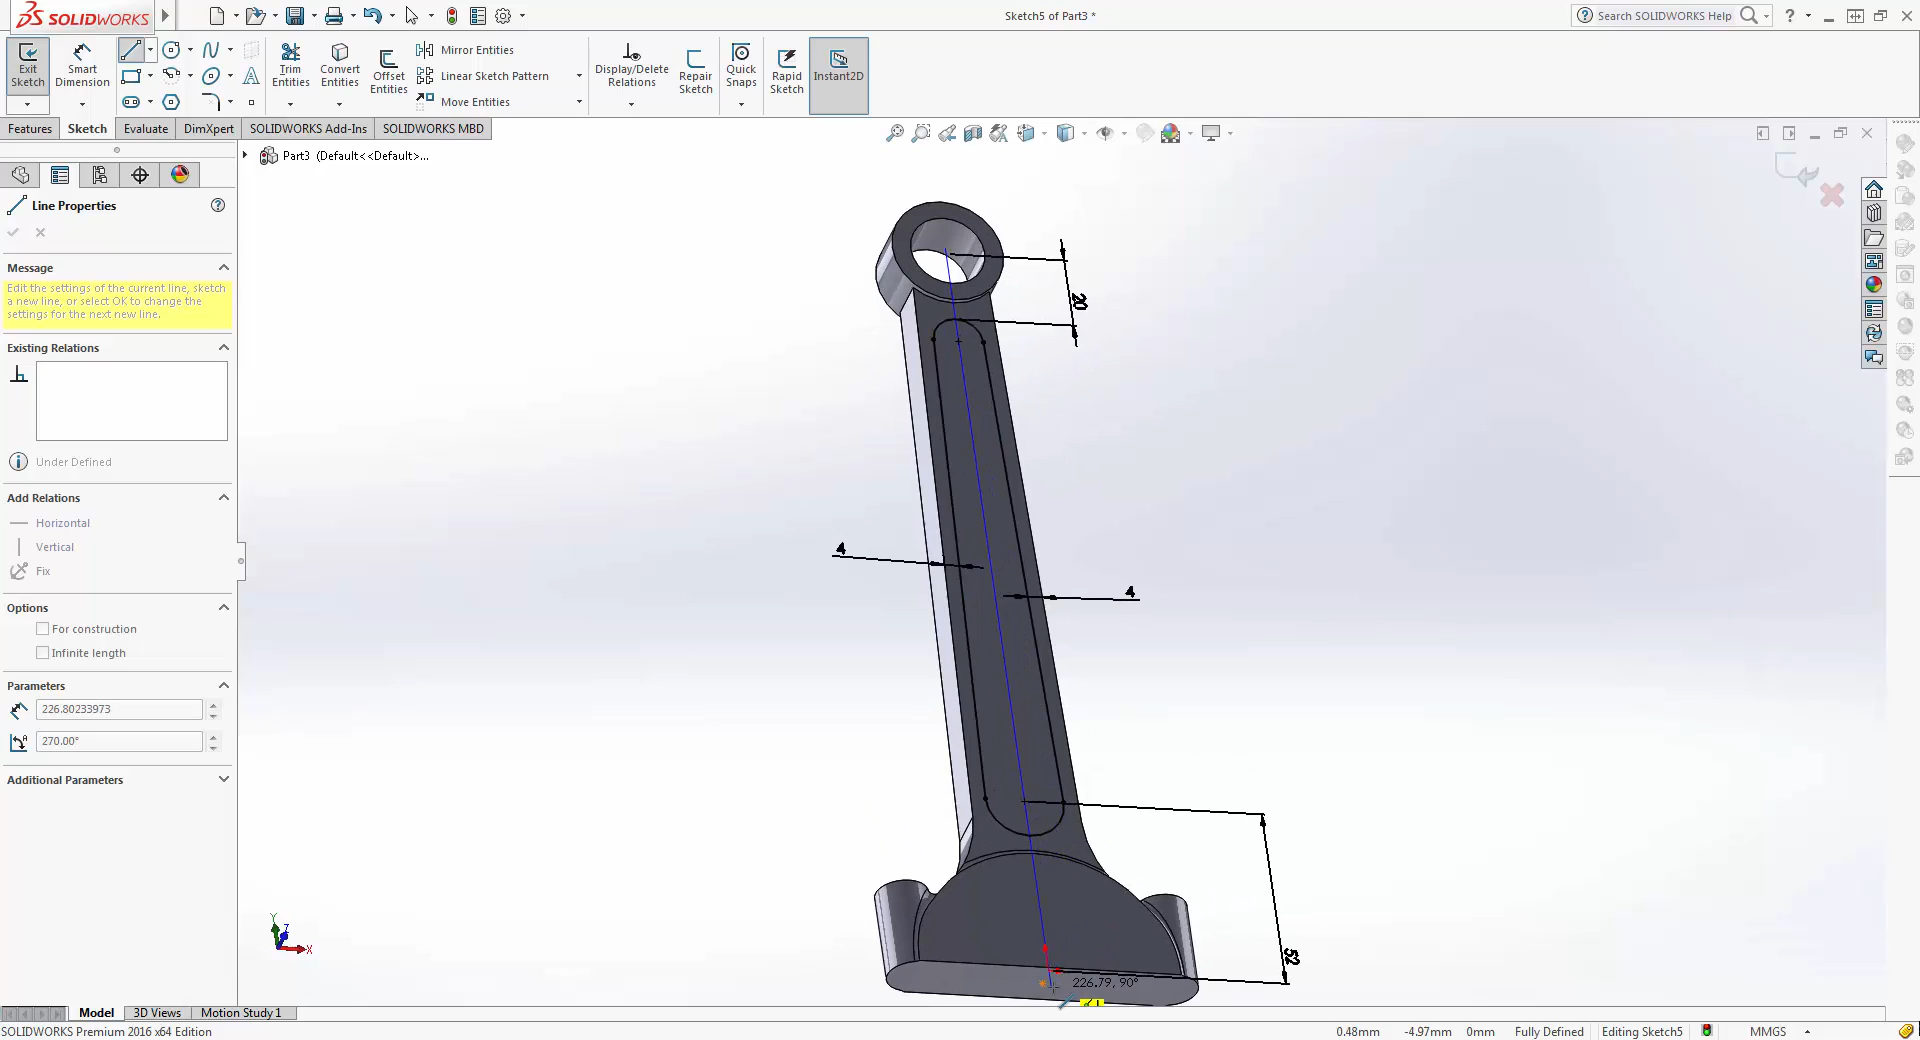 SOLIDWORKS
Sketch5 of Part3 *
Search SOLIDWORKS Help
Exit Sketch
Smart Dimension
Trim Entities
Convert Entities
Offset Entities
Mirror Entities
Linear Sketch Pattern
Move Entities
Display/Delete Relations
Repair Sketch
Quick Snaps
Rapid Sketch
Instant2D
Features
Sketch
Evaluate
DimXpert
SOLIDWORKS Add-Ins
SOLIDWORKS MBD
Part3 (Default<<Default>...
Line Properties
Message
Edit the settings of the current line, sketch
a new line, or select OK to change the
settings for the next new line.
Existing Relations
Under Defined
Add Relations
Horizontal
Vertical
Fix
Options
For construction
Infinite length
Parameters
226.80233973
270.00°
Additional Parameters
20
4
4
52
226.79, 90°
Y
Z
X
Model
3D Views
Motion Study 1
SOLIDWORKS Premium 2016 x64 Edition
0.48mm
-4.97mm
0mm
Fully Defined
Editing Sketch5
MMGS